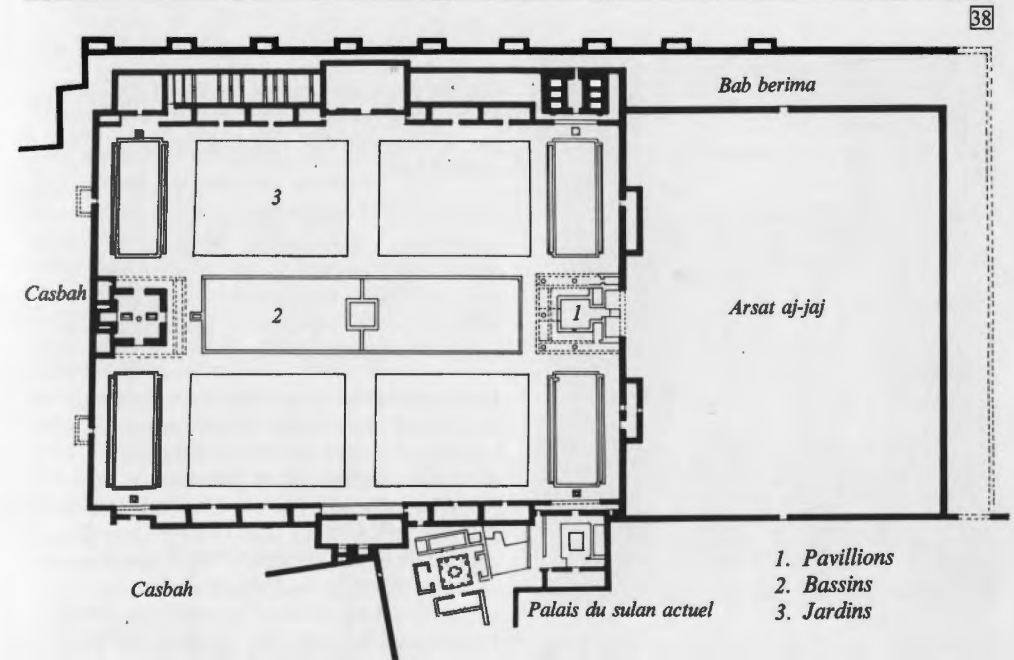 38
Bab berima
3
Casbah
2
1
Arsat aj-jaj
Casbah
Palais du sulan actuel
1. Pavillions
2. Bassins
3. Jardins